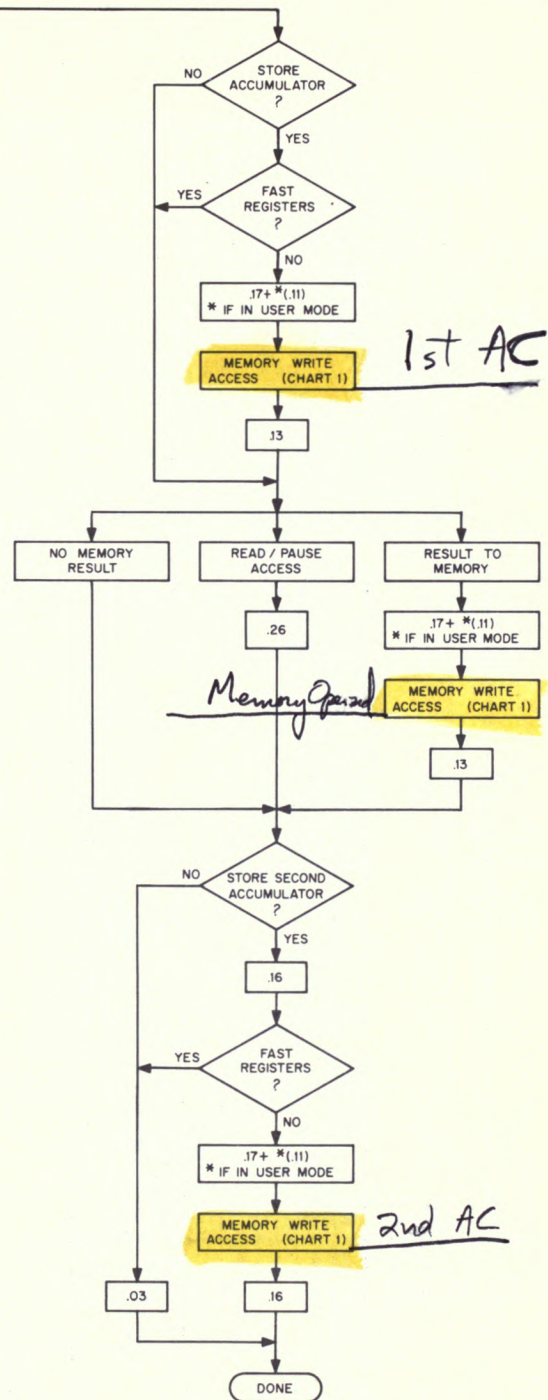 STORE
ACCUMULATOR
?
NO
YES
FAST
REGISTERS
?
YES
NO
.17+ *(.11)
* IF IN USER MODE
MEMORY WRITE
ACCESS (CHART 1)
1st AC
.13
NO MEMORY
RESULT
READ / PAUSE
ACCESS
RESULT TO
MEMORY
.26
.17+ *(.11)
* IF IN USER MODE
Memory Operand
MEMORY WRITE
ACCESS (CHART 1)
.13
STORE SECOND
ACCUMULATOR
?
NO
YES
.16
FAST
REGISTERS
?
YES
NO
.17+ *(.11)
* IF IN USER MODE
MEMORY WRITE
ACCESS (CHART 1)
2nd AC
.03
.16
DONE